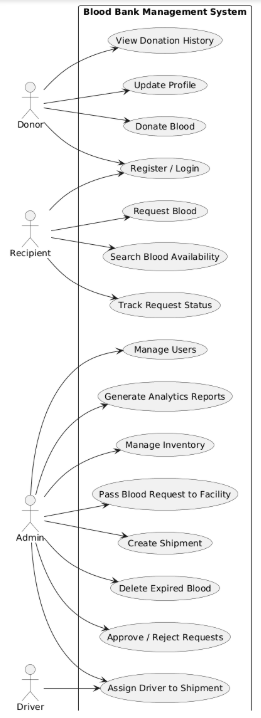 Blood Bank Management System
View Donation History
Update Profile
Donor
Donate Blood
Register / Login
Request Blood
Recipient
Search Blood Availability
Track Request Status
Manage Users
Generate Analytics Reports
Manage Inventory
Pass Blood Request to Facility
Admin
Create Shipment
Delete Expired Blood
Approve / Reject Requests
Assign Driver to Shipment
Driver